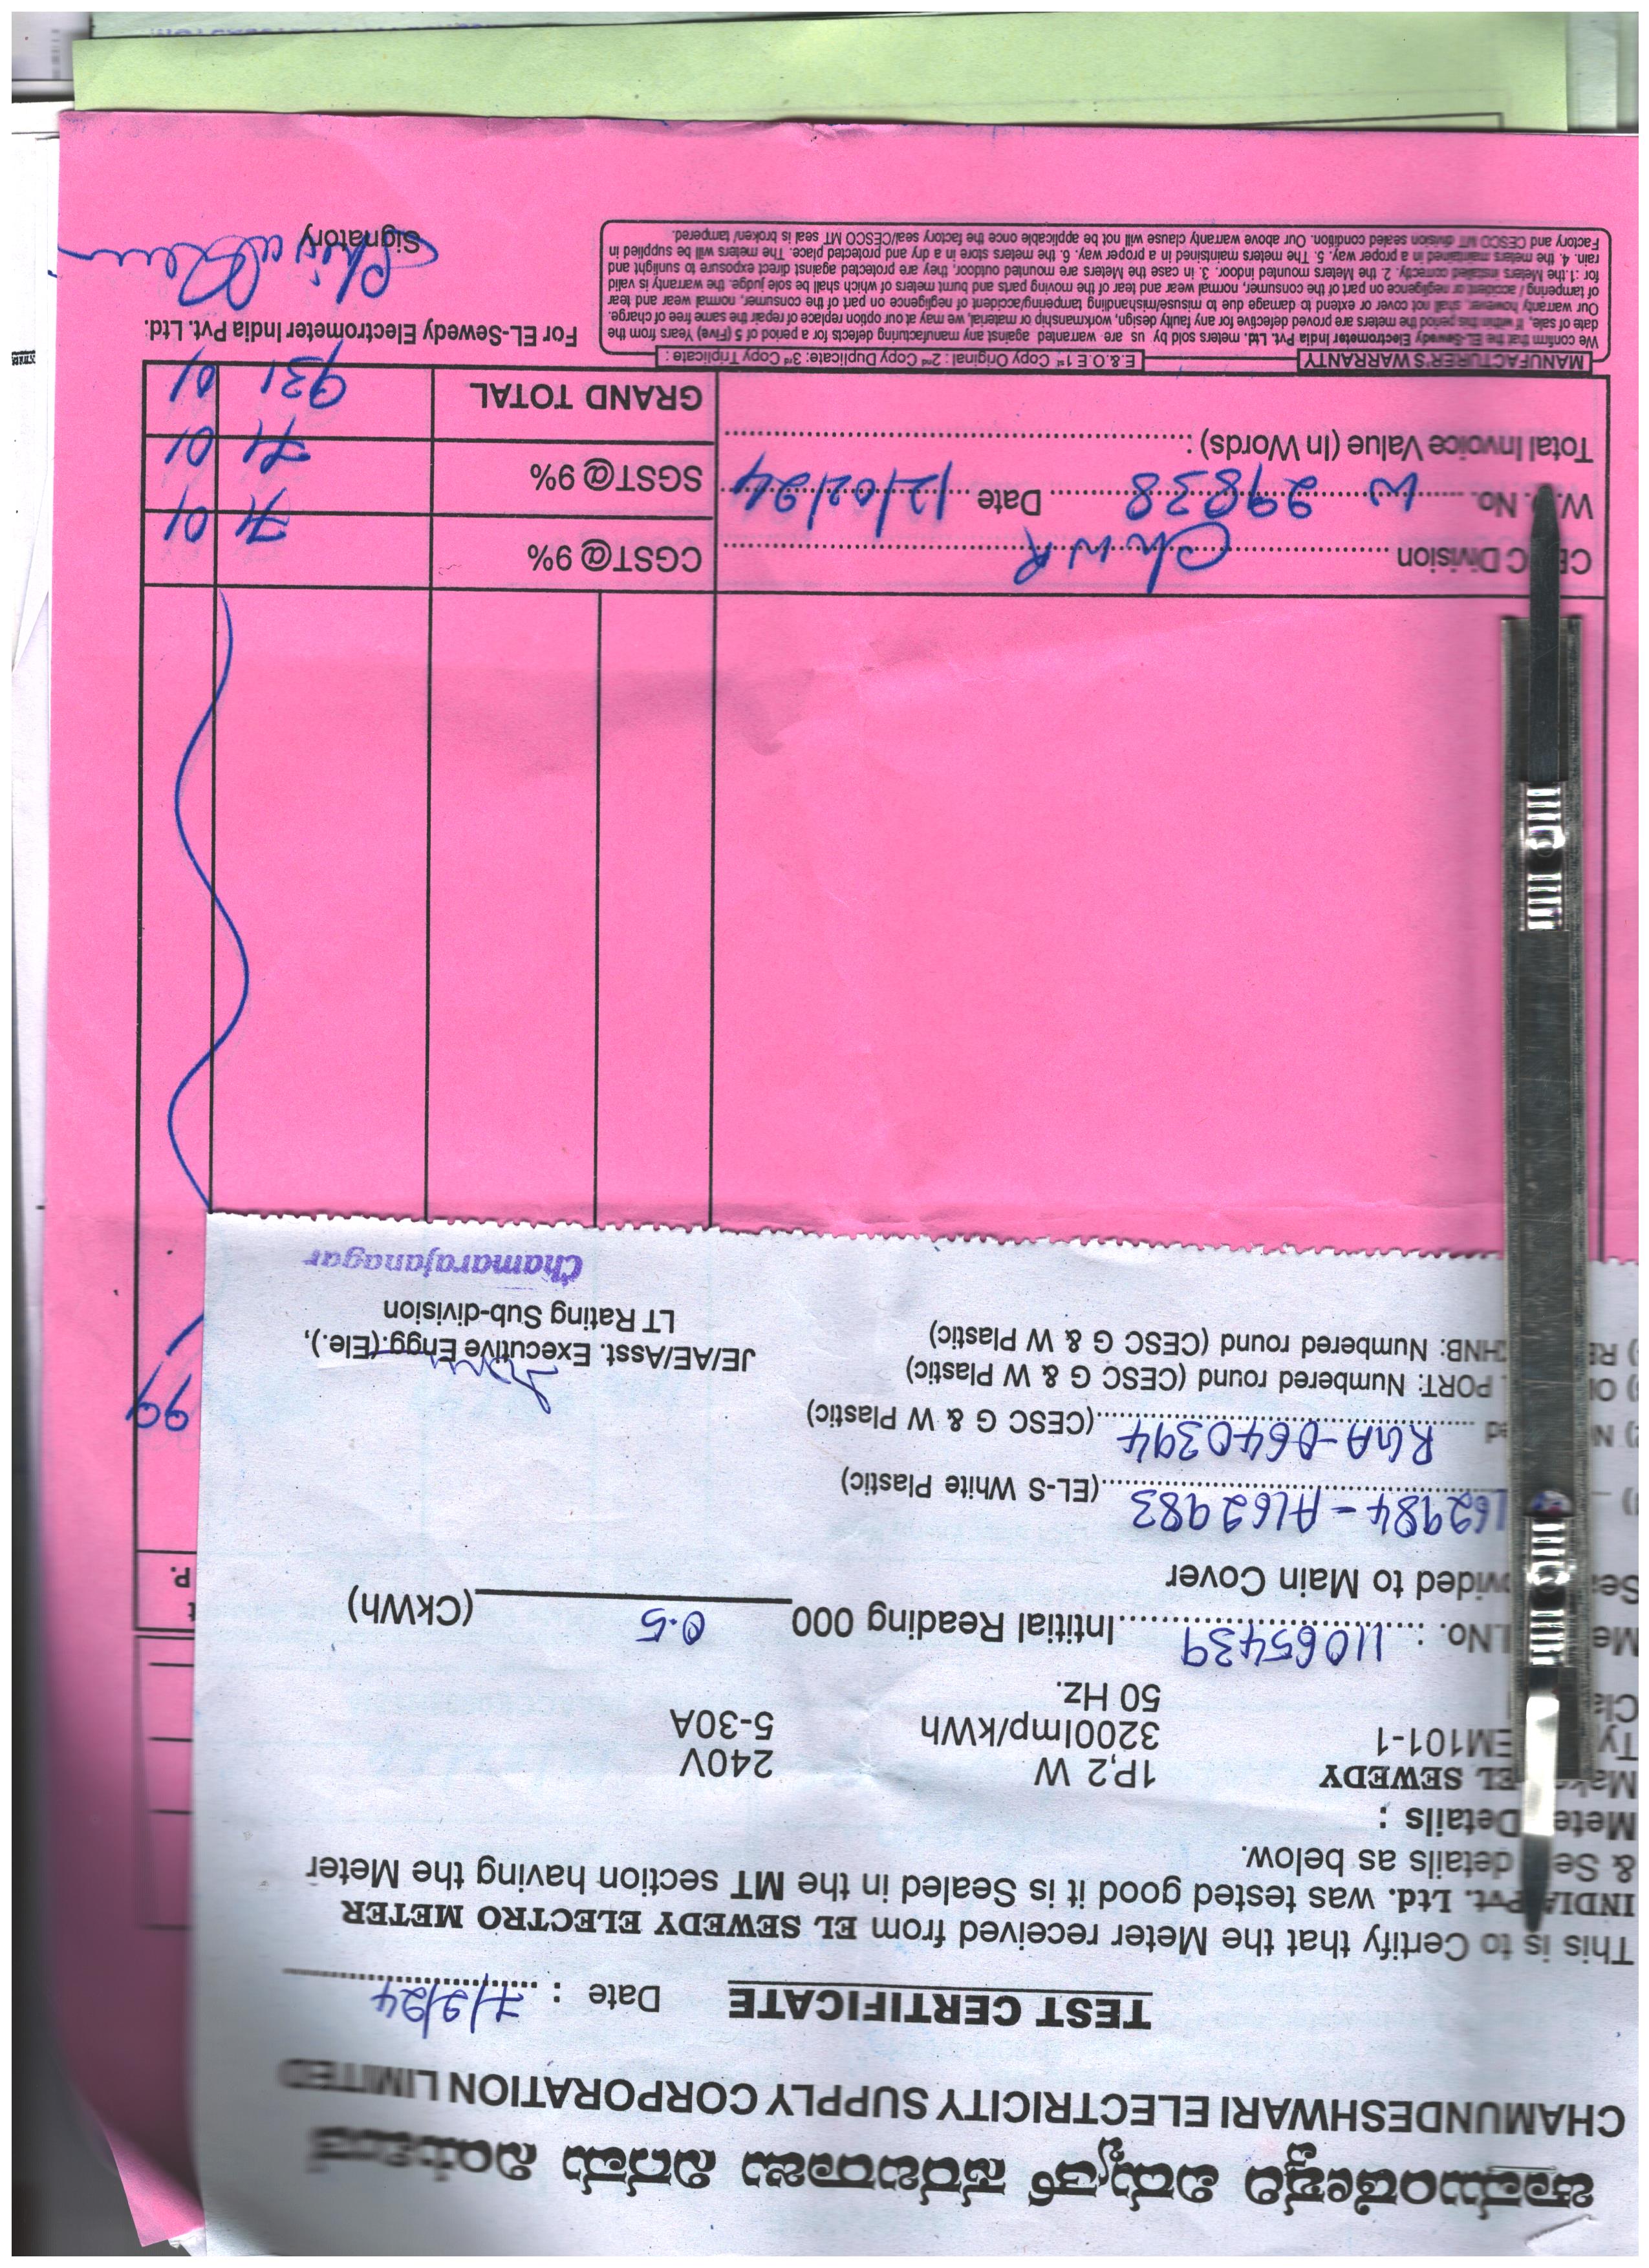 ಚಾಮುಂಡೇಶ್ವರಿ ವಿದ್ಯುತ್ ಸರಬರಾಜು ನಿಗಮ ನಿಯಮಿತ
CHAMUNDESHWARI ELECTRICITY SUPPLY CORPORATION LIMITED
TEST CERTIFICATE Date : 7/2/24
This is to Certify that the Meter received from EL SEWEDY ELECTRO METER
INDIA Pvt. Ltd. was tested good it is Sealed in the MT section having the Meter
& details as below.
Details :
EL SEWEDY 1P,2 W 240V
EM101-1 3200Imp/kWh 5-30A
50 Hz.
No. : 11065439 Intitial Reading 000 0.5 (CkWh)
to Main Cover
62984 - A162983 (EL-S White Plastic)
RGA-0640394 (CESC G & W Plastic)
PORT: Numbered round (CESC G & W Plastic)
Numbered round (CESC G & W Plastic)
JE/AE/Asst. Executive Engg.(Ele.),
LT Rating Sub-division
Chamarajanagar
P.
99
Division ChNR
No. W 29838 Date 12/02/24
Total Invoice Value (In Words) :
CGST@ 9% 71 01
SGST@ 9% 71 01
GRAND TOTAL 931 01
MANUFACTURER'S WARRANTY E.& O.E 1st Copy Original : 2nd Copy Duplicate: 3rd Copy Triplicate :
We confirm that the EL-Sewedy Electrometer India Pvt. Ltd. meters sold by us are warranted against any manufacturing defects for a period of 5 (Five) Years from the
date of sale, If within this period the meters are proved defective for any faulty design, workmanship or material, we may at our option replace of repair the same free of charge.
Our warranty however, shall not cover or extend to damage due to misuse/mishandling tampering/accident of negligence on part of the consumer, normal wear and tear
of tampering / accident or negligence on part of the consumer, normal wear and tear of the moving parts and burnt meters of which shall be sole judge. the warranty is valid
for :1.the Meters installed correctly. 2. the Meters mounted indoor. 3. in case the Meters are mounted outdoor, they are protected against direct exposure to sunlight and
rain. 4. the meters maintained in a proper way. 5. The meters maintsined in a proper way. 6. the meters store in a dry and protected place. The meters will be supplied in
Factory and CESCO MT division sealed condition. Our above warranty clause will not be applicable once the factory seal/CESCO MT seal is broken/ tampered.
For EL-Sewedy Electrometer India Pvt. Ltd.
Signatory